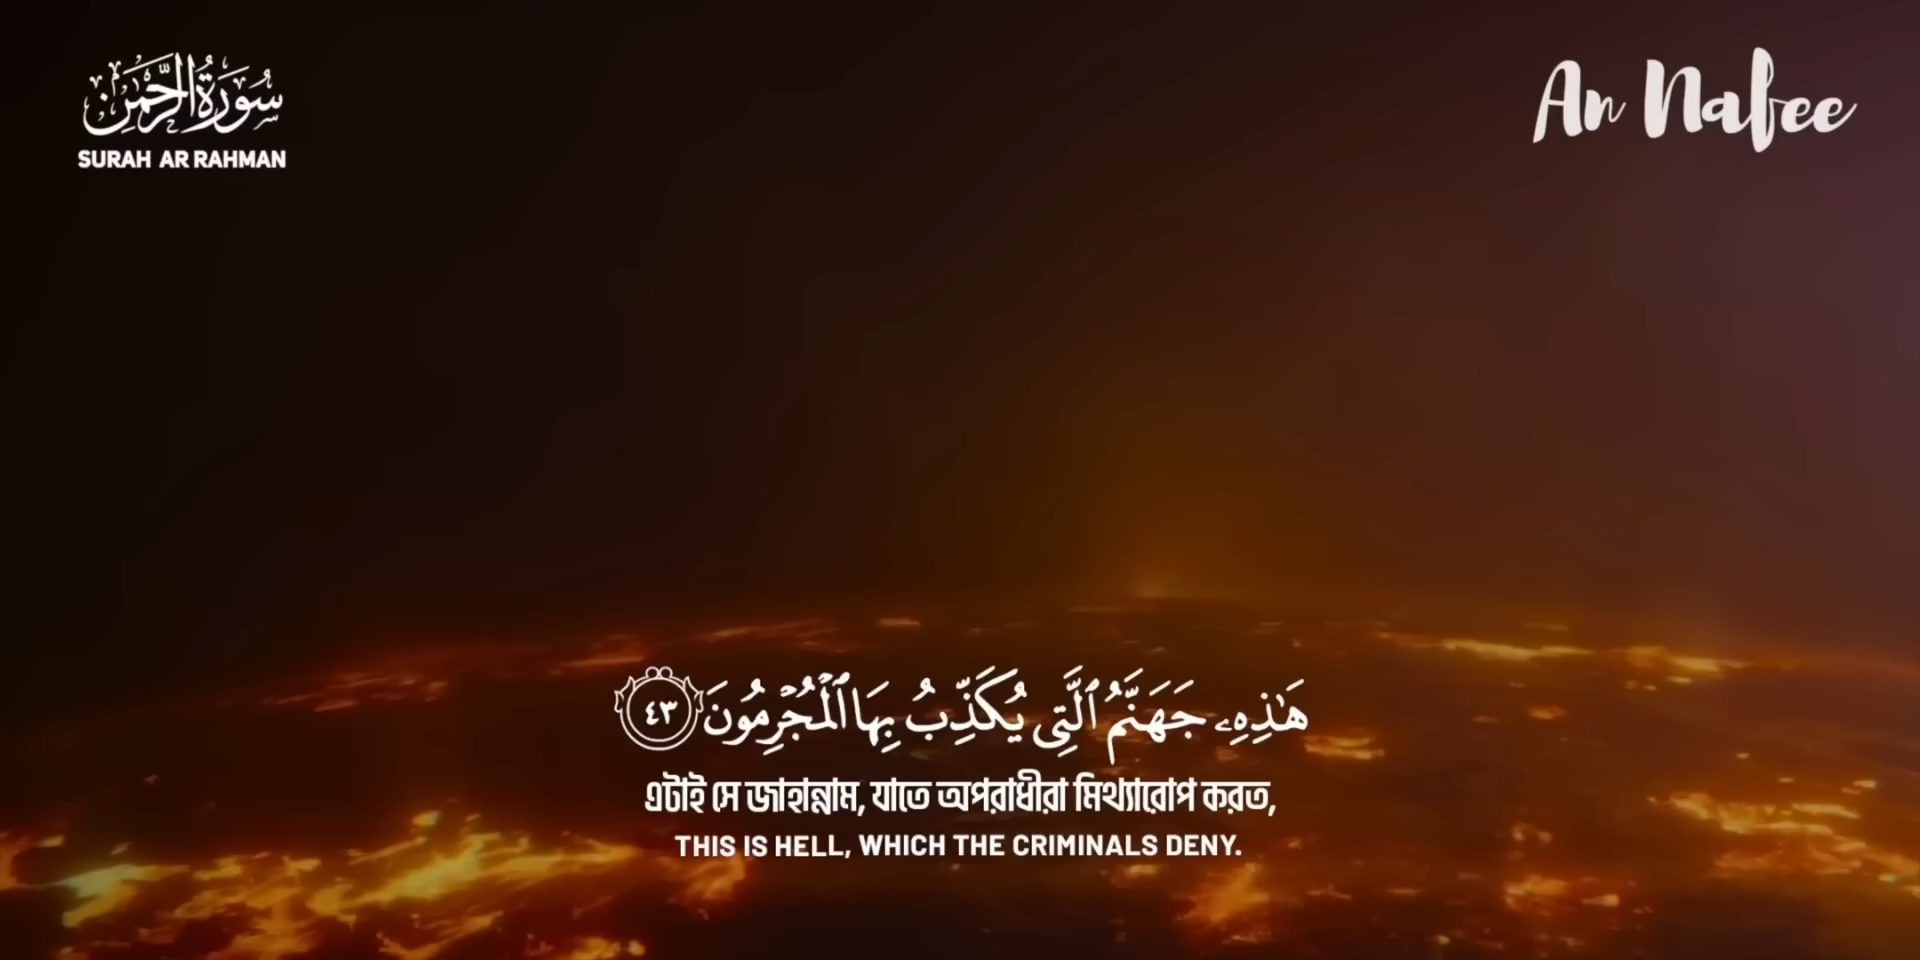 سُورَةُ الرَّحْمٰن
SURAH AR RAHMAN
An Nafee
هَـٰذِهِۦ جَهَنَّمُ ٱلَّتِى يُكَذِّبُ بِهَا ٱلْمُجْرِمُونَ ٤٣
এটাই সে জাহান্নাম, যাতে অপরাধীরা মিথ্যারোপ করত,
THIS IS HELL, WHICH THE CRIMINALS DENY.